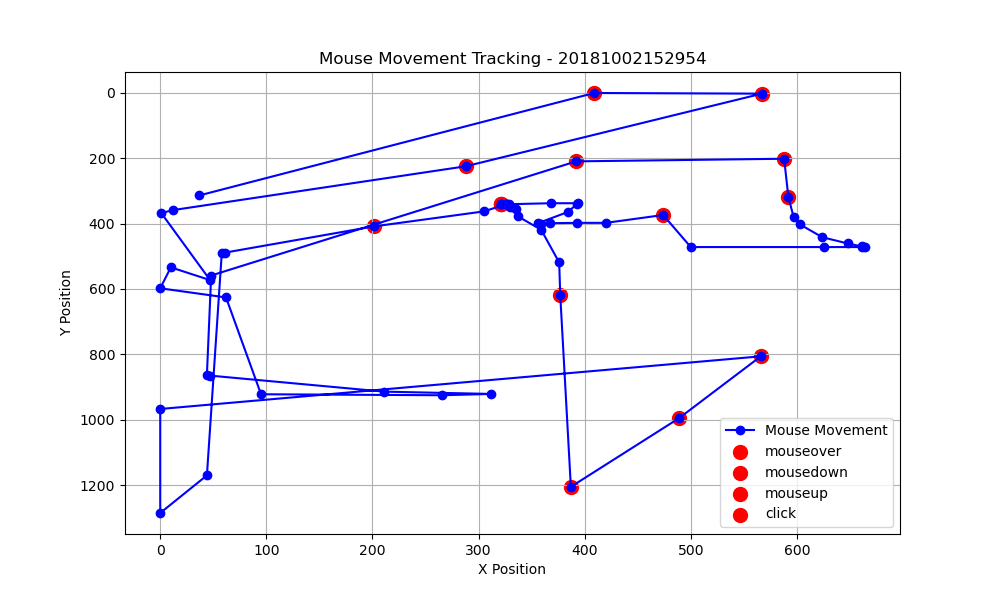 Mouse Movement Tracking - 20181002152954
0
200
400
600
800
1000
1200
Y Position
0 100 200 300 400 500 600
X Position
Mouse Movement
mouseover
mousedown
mouseup
click